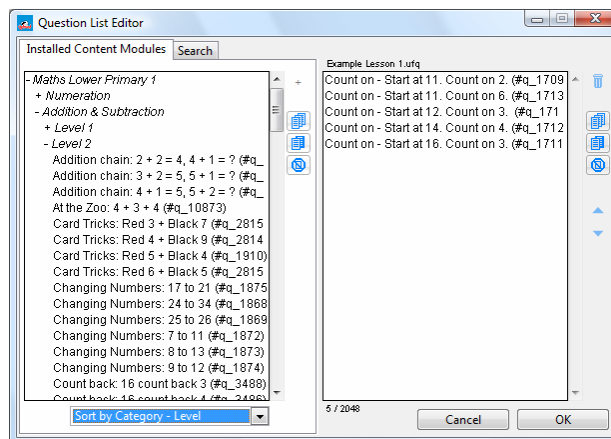 Question List Editor
Installed Content Modules
Search
- Maths Lower Primary 1
+ Numeration
- Addition & Subtraction
+ Level 1
- Level 2
Addition chain: 2 + 2 = 4, 4 + 1 = ? (#q_
Addition chain: 3 + 2 = 5, 5 + 1 = ? (#q_
Addition chain: 4 + 1 = 5, 5 + 2 = ? (#q_
At the Zoo: 4 + 3 + 4 (#q_10873)
Card Tricks: Red 3 + Black 7 (#q_2815
Card Tricks: Red 4 + Black 9 (#q_2814
Card Tricks: Red 5 + Black 4 (#q_1910)
Card Tricks: Red 6 + Black 5 (#q_2815
Changing Numbers: 17 to 21 (#q_1875
Changing Numbers: 24 to 34 (#q_1868
Changing Numbers: 25 to 26 (#q_1869
Changing Numbers: 7 to 11 (#q_1872)
Changing Numbers: 8 to 13 (#q_1873)
Changing Numbers: 9 to 12 (#q_1874)
Count back: 16 count back 3 (#q_3488)
Count back: 16 count back 4 (#q_3486)
Sort by Category - Level
Example Lesson 1.ufq
Count on - Start at 11. Count on 2. (#q_1709
Count on - Start at 11. Count on 6. (#q_1713
Count on - Start at 12. Count on 3. (#q_171
Count on - Start at 14. Count on 4. (#q_1712
Count on - Start at 16. Count on 3. (#q_1711
5 / 2048
Cancel
OK